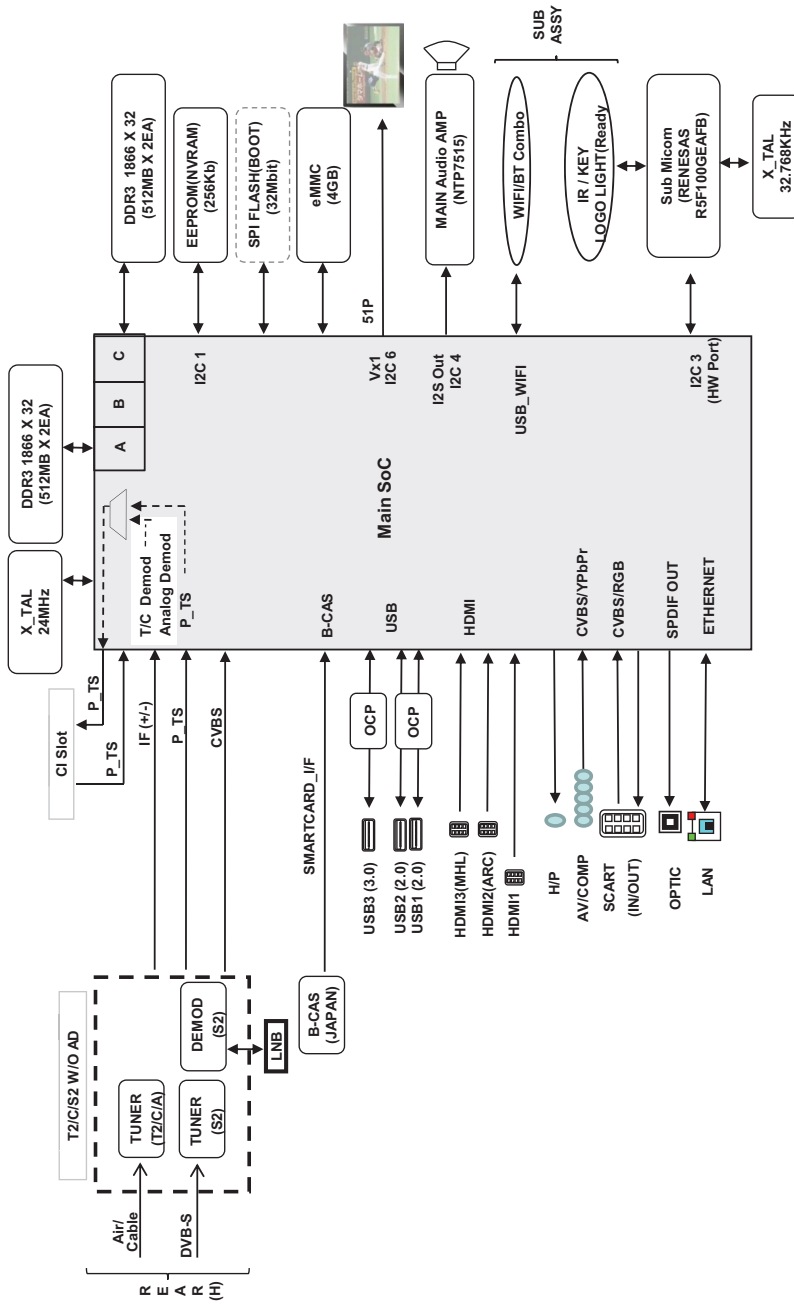 R
E
A
R
(H)
Air/
Cable
DVB-S
T2/C/S2 W/O AD
TUNER
(T2/C/A)
TUNER
(S2)
DEMOD
(S2)
LNB
B-CAS
(JAPAN)
SMARTCARD_I/F
CI Slot
P_TS
P_TS
IF (+/-)
P_TS
CVBS
X_TAL
24MHz
DDR3 1866 X 32
(512MB X 2EA)
A
B
C
T/C Demod
Analog Demod
P_TS
B-CAS
USB
HDMI
CVBS/YPbPr
CVBS/RGB
SPDIF OUT
ETHERNET
Main SoC
I2C 1
Vx1
I2C 6
I2S Out
I2C 4
USB_WIFI
I2C 3
(HW Port)
OCP
OCP
USB3 (3.0)
USB2 (2.0)
USB1 (2.0)
HDMI3(MHL)
HDMI2(ARC)
HDMI1
H/P
AV/COMP
SCART
(IN/OUT)
OPTIC
LAN
DDR3 1866 X 32
(512MB X 2EA)
EEPROM(NVRAM)
(256Kb)
SPI FLASH(BOOT)
(32Mbit)
eMMC
(4GB)
51P
MAIN Audio AMP
(NTP7515)
WIFI/BT Combo
IR / KEY
LOGO LIGHT(Ready
SUB
ASSY
Sub Micom
(RENESAS
R5F100GEAFB)
X_TAL
32.768KHz